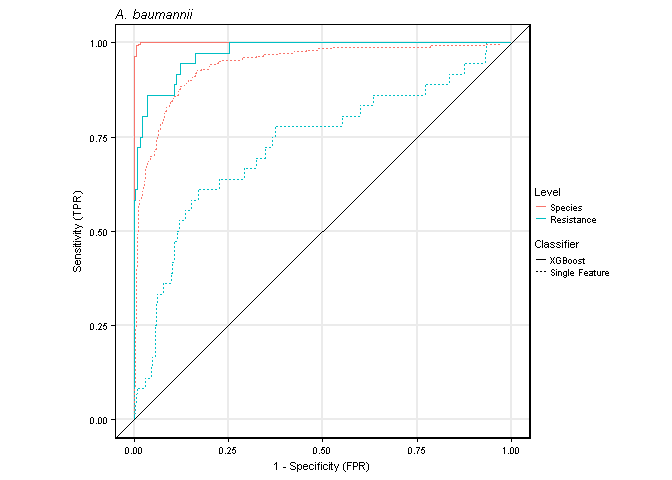 A. baumannii
1.00
0.75
0.50
0.25
0.00
Sensitivity (TPR)
0.00 0.25 0.50 0.75 1.00
1 - Specificity (FPR)
Level
Species
Resistance
Classifier
XGBoost
Single Feature